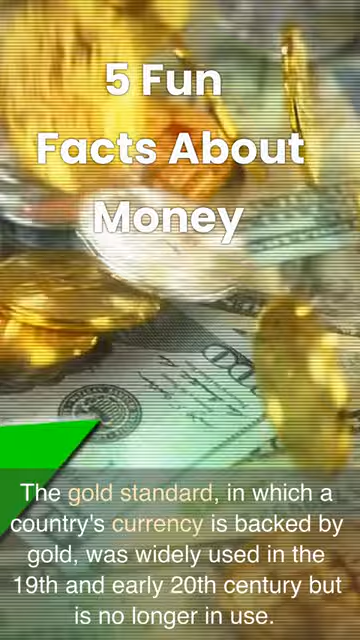 5 Fun
Facts About
Money
The gold standard, in which a
country's currency is backed by
gold, was widely used in the
19th and early 20th century but
is no longer in use.